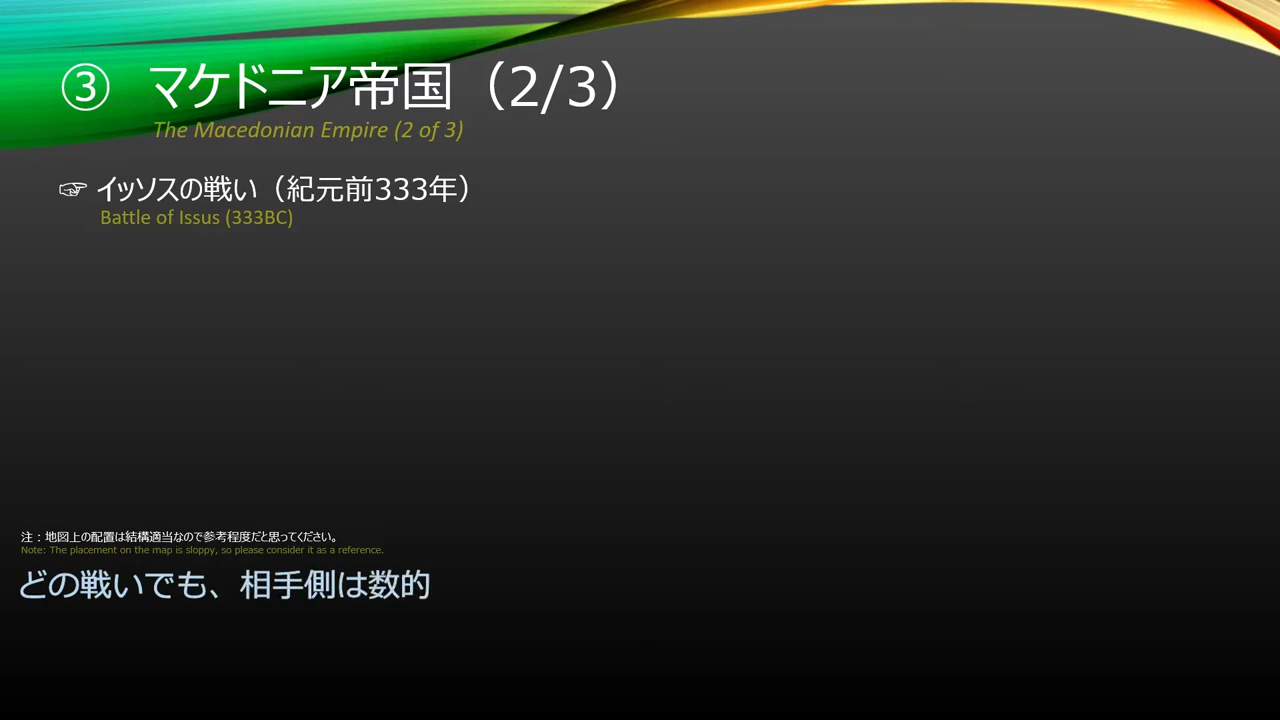 ③ マケドニア帝国（2/3）
The Macedonian Empire (2 of 3)
☞ イッソスの戦い（紀元前333年）
Battle of Issus (333BC)
注：地図上の配置は結構適当なので参考程度だと思ってください。
Note: The placement on the map is sloppy, so please consider it as a reference.
どの戦いでも、相手側は数的